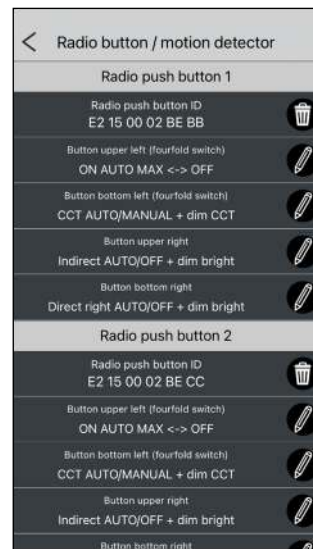 Radio button / motion detector
Radio push button 1
Radio push button ID
E2 15 00 02 BE BB
Button upper left (fourfold switch)
ON AUTO MAX <-> OFF
Button bottom left (fourfold switch)
CCT AUTO/MANUAL + dim CCT
Button upper right
Indirect AUTO/OFF + dim bright
Button bottom right
Direct right AUTO/OFF + dim bright
Radio push button 2
Radio push button ID
E2 15 00 02 BE CC
Button upper left (fourfold switch)
ON AUTO MAX <-> OFF
Button bottom left (fourfold switch)
CCT AUTO/MANUAL + dim CCT
Button upper right
Indirect AUTO/OFF + dim bright
Button bottom right